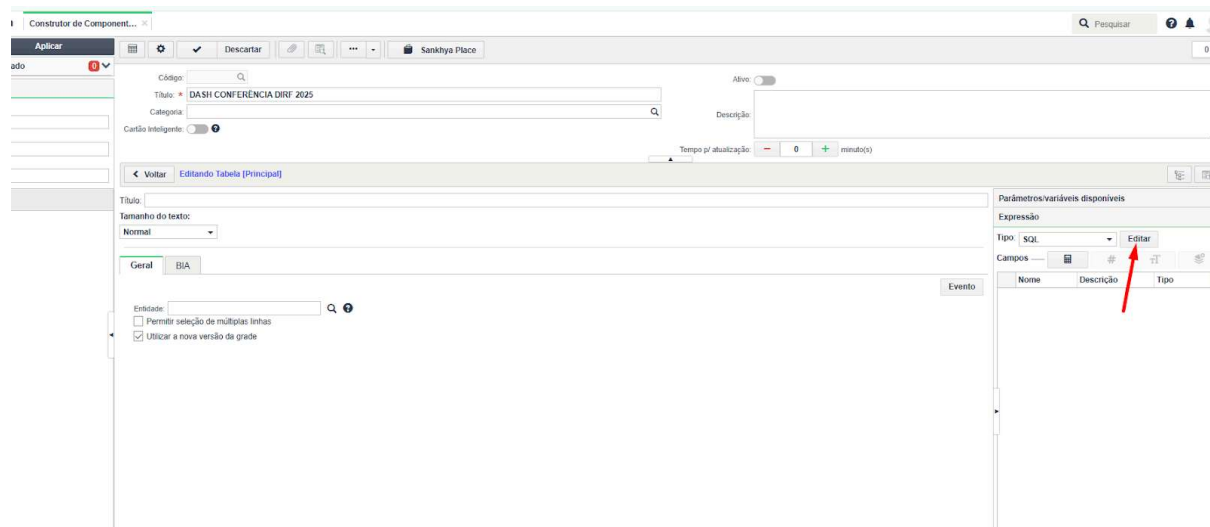 Construtor de Component... ×
Pesquisar
Aplicar
Descartar
Sankhya Place
0
ado
0
Código:
Ativo:
Título: * DASH CONFERÊNCIA DIRF 2025
Categoria:
Descrição:
Cartão Inteligente:
Tempo p/ atualização: − 0 + minuto(s)
Voltar Editando Tabela [Principal]
Título:
Parâmetros/variáveis disponíveis
Tamanho do texto:
Expressão
Normal
Tipo: SQL Editar
Campos
Geral BIA
Nome Descrição Tipo
Evento
Entidade:
Permitir seleção de múltiplas linhas
Utilizar a nova versão da grade